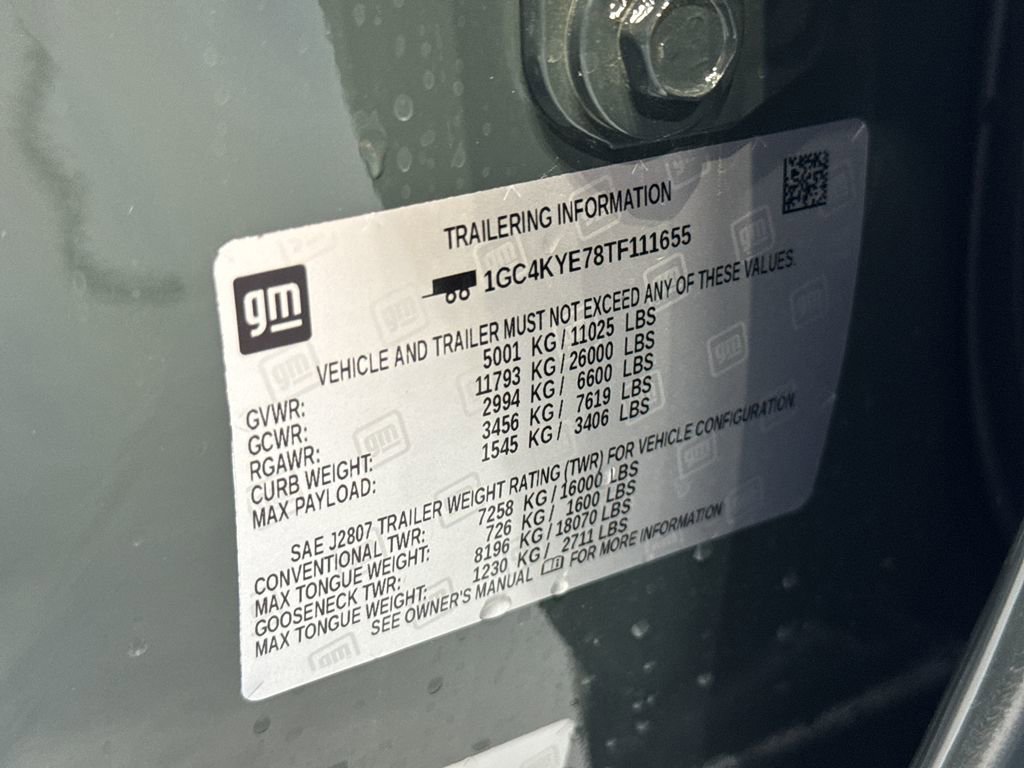 gm
TRAILERING INFORMATION
1GC4KYE78TF111655
VEHICLE AND TRAILER MUST NOT EXCEED ANY OF THESE VALUES.
GVWR: 5001 KG / 11025 LBS
GCWR: 11793 KG / 26000 LBS
RGAWR: 2994 KG / 6600 LBS
CURB WEIGHT: 3456 KG / 7619 LBS
MAX PAYLOAD: 1545 KG / 3406 LBS
SAE J2807 TRAILER WEIGHT RATING (TWR) FOR VEHICLE CONFIGURATION.
CONVENTIONAL TWR: 7258 KG / 16000 LBS
MAX TONGUE WEIGHT: 726 KG / 1600 LBS
GOOSENECK TWR: 8196 KG / 18070 LBS
MAX TONGUE WEIGHT: 1230 KG / 2711 LBS
SEE OWNER'S MANUAL FOR MORE INFORMATION